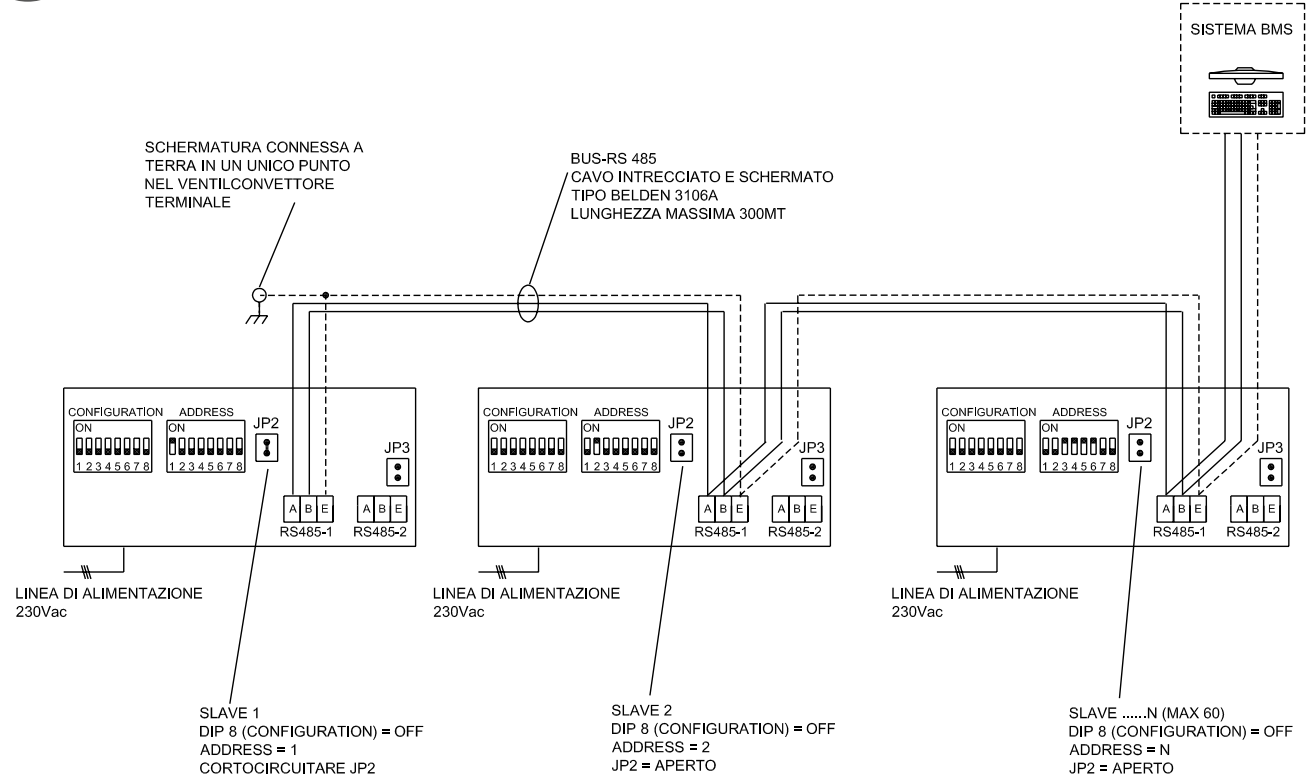 SISTEMA BMS
SCHERMATURA CONNESSA A
TERRA IN UN UNICO PUNTO
NEL VENTILCONVETTORE
TERMINALE
BUS-RS 485
CAVO INTRECCIATO E SCHERMATO
TIPO BELDEN 3106A
LUNGHEZZA MASSIMA 300MT
CONFIGURATION ADDRESS
ON ON
JP2
1 2 3 4 5 6 7 8 1 2 3 4 5 6 7 8
JP3
A B E A B E
RS485-1 RS485-2
LINEA DI ALIMENTAZIONE
230Vac
CONFIGURATION ADDRESS
ON ON
JP2
1 2 3 4 5 6 7 8 1 2 3 4 5 6 7 8
JP3
A B E A B E
RS485-1 RS485-2
LINEA DI ALIMENTAZIONE
230Vac
CONFIGURATION ADDRESS
ON ON
JP2
1 2 3 4 5 6 7 8 1 2 3 4 5 6 7 8
JP3
A B E A B E
RS485-1 RS485-2
LINEA DI ALIMENTAZIONE
230Vac
SLAVE 1
DIP 8 (CONFIGURATION) = OFF
ADDRESS = 1
CORTOCIRCUITARE JP2
SLAVE 2
DIP 8 (CONFIGURATION) = OFF
ADDRESS = 2
JP2 = APERTO
SLAVE ......N (MAX 60)
DIP 8 (CONFIGURATION) = OFF
ADDRESS = N
JP2 = APERTO